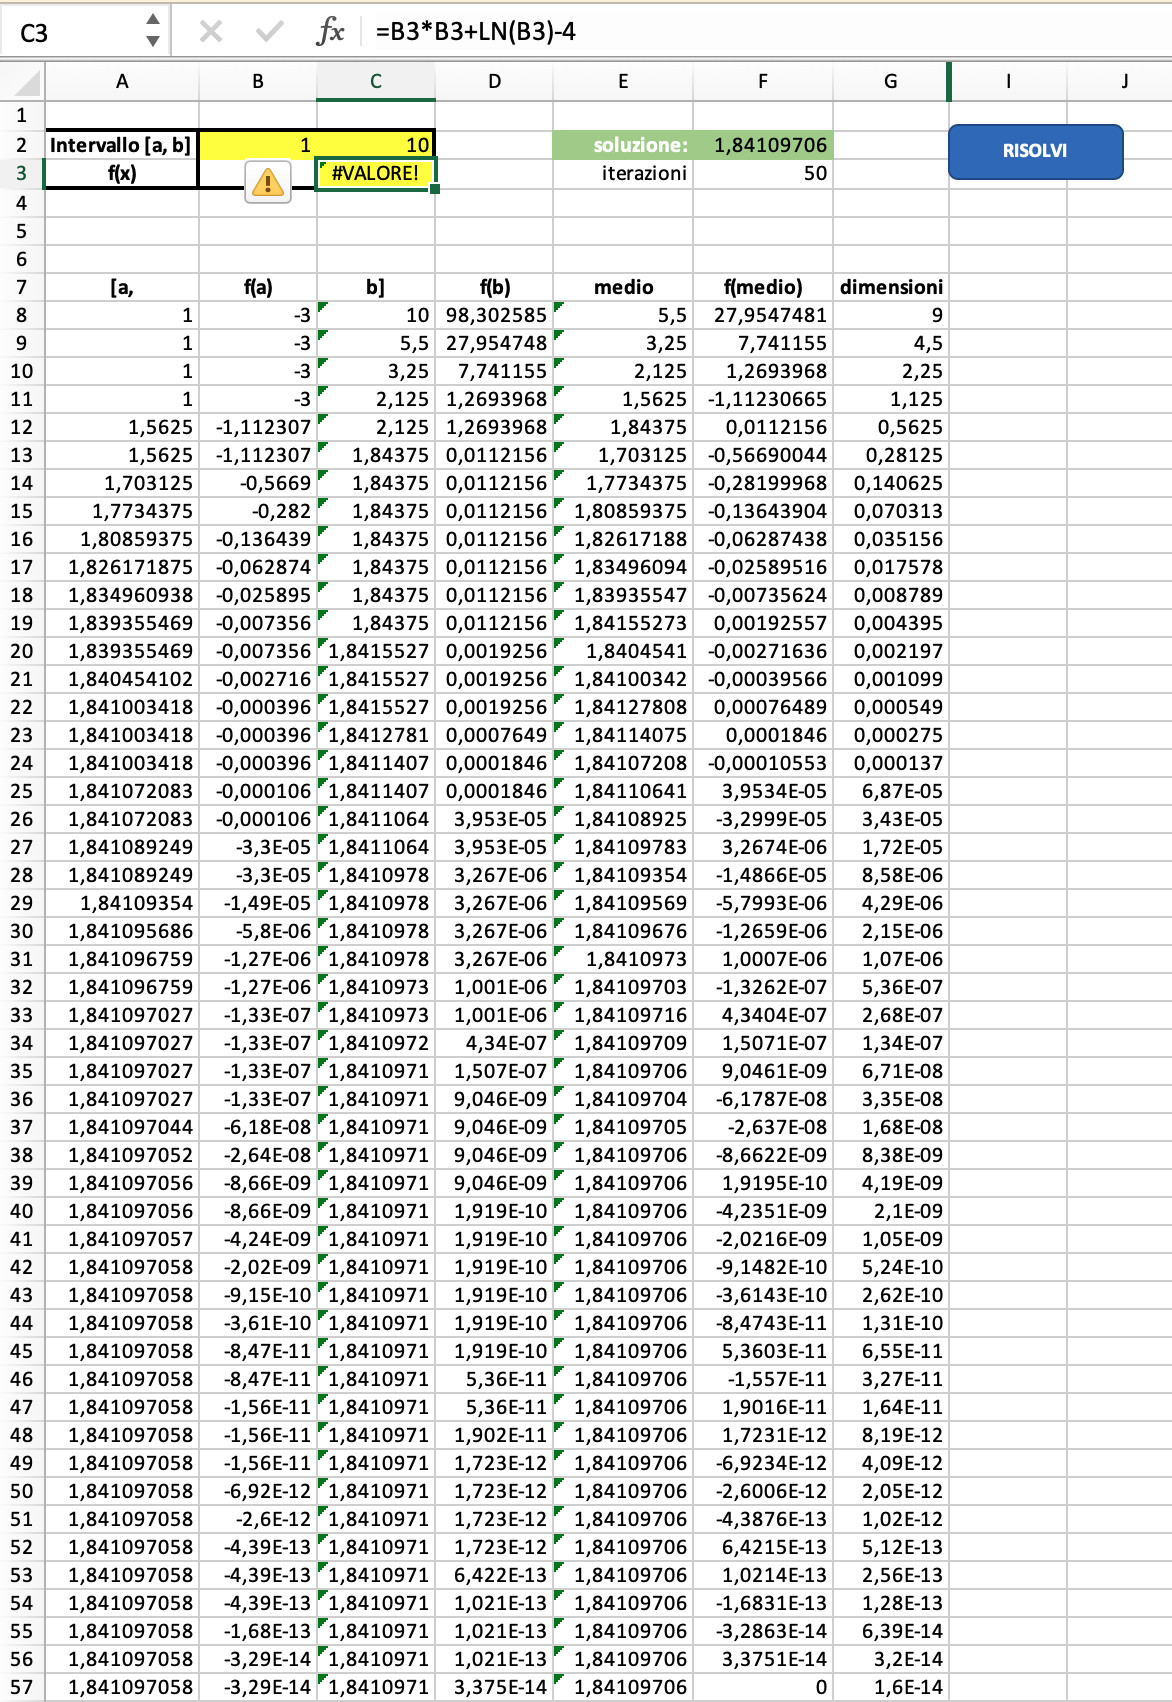 C3 fx =B3*B3+LN(B3)-4
A B C D E F G I J
1
2 Intervallo [a, b] 1 10 soluzione: 1,84109706 RISOLVI
3 f(x) #VALORE! iterazioni 50
4
5
6
7 [a, f(a) b] f(b) medio f(medio) dimensioni
8 1 -3 10 98,302585 5,5 27,9547481 9
9 1 -3 5,5 27,954748 3,25 7,741155 4,5
10 1 -3 3,25 7,741155 2,125 1,2693968 2,25
11 1 -3 2,125 1,2693968 1,5625 -1,11230665 1,125
12 1,5625 -1,112307 2,125 1,2693968 1,84375 0,0112156 0,5625
13 1,5625 -1,112307 1,84375 0,0112156 1,703125 -0,56690044 0,28125
14 1,703125 -0,5669 1,84375 0,0112156 1,7734375 -0,28199968 0,140625
15 1,7734375 -0,282 1,84375 0,0112156 1,80859375 -0,13643904 0,070313
16 1,80859375 -0,136439 1,84375 0,0112156 1,82617188 -0,06287438 0,035156
17 1,826171875 -0,062874 1,84375 0,0112156 1,83496094 -0,02589516 0,017578
18 1,834960938 -0,025895 1,84375 0,0112156 1,83935547 -0,00735624 0,008789
19 1,839355469 -0,007356 1,84375 0,0112156 1,84155273 0,00192557 0,004395
20 1,839355469 -0,007356 1,8415527 0,0019256 1,8404541 -0,00271636 0,002197
21 1,840454102 -0,002716 1,8415527 0,0019256 1,84100342 -0,00039566 0,001099
22 1,841003418 -0,000396 1,8415527 0,0019256 1,84127808 0,00076489 0,000549
23 1,841003418 -0,000396 1,8412781 0,0007649 1,84114075 0,0001846 0,000275
24 1,841003418 -0,000396 1,8411407 0,0001846 1,84107208 -0,00010553 0,000137
25 1,841072083 -0,000106 1,8411407 0,0001846 1,84110641 3,9534E-05 6,87E-05
26 1,841072083 -0,000106 1,8411064 3,953E-05 1,84108925 -3,2999E-05 3,43E-05
27 1,841089249 -3,3E-05 1,8411064 3,953E-05 1,84109783 3,2674E-06 1,72E-05
28 1,841089249 -3,3E-05 1,8410978 3,267E-06 1,84109354 -1,4866E-05 8,58E-06
29 1,84109354 -1,49E-05 1,8410978 3,267E-06 1,84109569 -5,7993E-06 4,29E-06
30 1,841095686 -5,8E-06 1,8410978 3,267E-06 1,84109676 -1,2659E-06 2,15E-06
31 1,841096759 -1,27E-06 1,8410978 3,267E-06 1,8410973 1,0007E-06 1,07E-06
32 1,841096759 -1,27E-06 1,8410973 1,001E-06 1,84109703 -1,3262E-07 5,36E-07
33 1,841097027 -1,33E-07 1,8410973 1,001E-06 1,84109716 4,3404E-07 2,68E-07
34 1,841097027 -1,33E-07 1,8410972 4,34E-07 1,84109709 1,5071E-07 1,34E-07
35 1,841097027 -1,33E-07 1,8410971 1,507E-07 1,84109706 9,0461E-09 6,71E-08
36 1,841097027 -1,33E-07 1,8410971 9,046E-09 1,84109704 -6,1787E-08 3,35E-08
37 1,841097044 -6,18E-08 1,8410971 9,046E-09 1,84109705 -2,637E-08 1,68E-08
38 1,841097052 -2,64E-08 1,8410971 9,046E-09 1,84109706 -8,6622E-09 8,38E-09
39 1,841097056 -8,66E-09 1,8410971 9,046E-09 1,84109706 1,9195E-10 4,19E-09
40 1,841097056 -8,66E-09 1,8410971 1,919E-10 1,84109706 -4,2351E-09 2,1E-09
41 1,841097057 -4,24E-09 1,8410971 1,919E-10 1,84109706 -2,0216E-09 1,05E-09
42 1,841097058 -2,02E-09 1,8410971 1,919E-10 1,84109706 -9,1482E-10 5,24E-10
43 1,841097058 -9,15E-10 1,8410971 1,919E-10 1,84109706 -3,6143E-10 2,62E-10
44 1,841097058 -3,61E-10 1,8410971 1,919E-10 1,84109706 -8,4743E-11 1,31E-10
45 1,841097058 -8,47E-11 1,8410971 1,919E-10 1,84109706 5,3603E-11 6,55E-11
46 1,841097058 -8,47E-11 1,8410971 5,36E-11 1,84109706 -1,557E-11 3,27E-11
47 1,841097058 -1,56E-11 1,8410971 5,36E-11 1,84109706 1,9016E-11 1,64E-11
48 1,841097058 -1,56E-11 1,8410971 1,902E-11 1,84109706 1,7231E-12 8,19E-12
49 1,841097058 -1,56E-11 1,8410971 1,723E-12 1,84109706 -6,9234E-12 4,09E-12
50 1,841097058 -6,92E-12 1,8410971 1,723E-12 1,84109706 -2,6006E-12 2,05E-12
51 1,841097058 -2,6E-12 1,8410971 1,723E-12 1,84109706 -4,3876E-13 1,02E-12
52 1,841097058 -4,39E-13 1,8410971 1,723E-12 1,84109706 6,4215E-13 5,12E-13
53 1,841097058 -4,39E-13 1,8410971 6,422E-13 1,84109706 1,0214E-13 2,56E-13
54 1,841097058 -4,39E-13 1,8410971 1,021E-13 1,84109706 -1,6831E-13 1,28E-13
55 1,841097058 -1,68E-13 1,8410971 1,021E-13 1,84109706 -3,2863E-14 6,39E-14
56 1,841097058 -3,29E-14 1,8410971 1,021E-13 1,84109706 3,3751E-14 3,2E-14
57 1,841097058 -3,29E-14 1,8410971 3,375E-14 1,84109706 0 1,6E-14